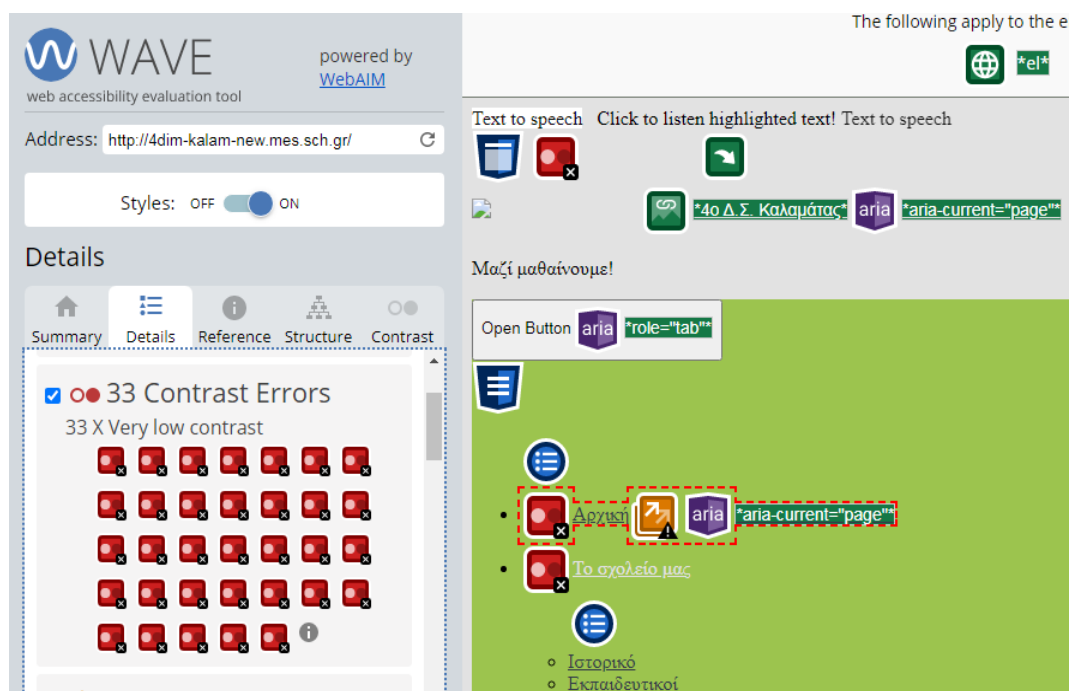 WAVE
powered by
WebAIM
web accessibility evaluation tool
Address: http://4dim-kalam-new.mes.sch.gr/
Styles: OFF ON
Details
Summary Details Reference Structure Contrast
33 Contrast Errors
33 X Very low contrast
The following apply to the e
*el*
Text to speech Click to listen highlighted text! Text to speech
*4ο Δ.Σ. Καλαμάτας* aria *aria-current="page"*
Μαζί μαθαίνουμε!
Open Button aria *role="tab"*
Αρχική aria *aria-current="page"*
Το σχολείο μας
Ιστορικό
Εκπαιδευτικοί